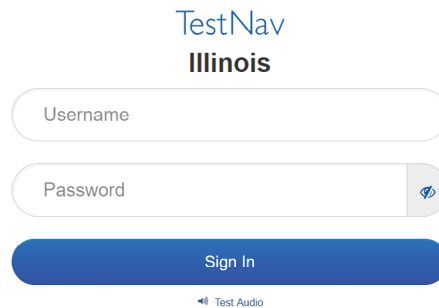 TestNav
Illinois
Username
Password
Sign In
Test Audio